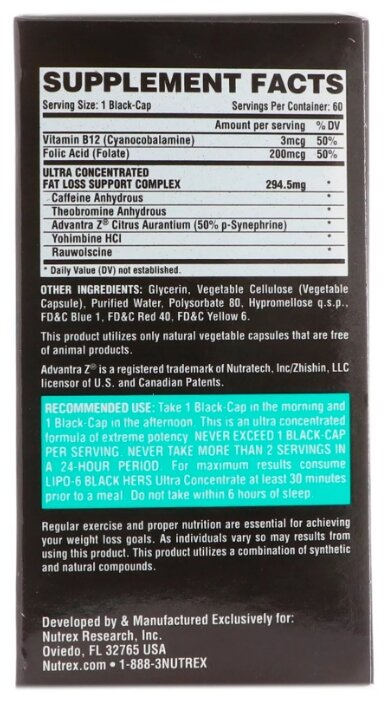 SUPPLEMENT FACTS
Serving Size: 1 Black-Cap Servings Per Container: 60
Amount per serving % DV
Vitamin B12 (Cyanocobalamine) 3mcg 50%
Folic Acid (Folate) 200mcg 50%
ULTRA CONCENTRATED
FAT LOSS SUPPORT COMPLEX 294.5mg *
Caffeine Anhydrous *
Theobromine Anhydrous *
Advantra Z® Citrus Aurantium (50% p-Synephrine) *
Yohimbine HCl *
Rauwolscine *
* Daily Value (DV) not established.
OTHER INGREDIENTS: Glycerin, Vegetable Cellulose (Vegetable
Capsule), Purified Water, Polysorbate 80, Hypromellose q.s.p.,
FD&C Blue 1, FD&C Red 40, FD&C Yellow 6.
This product utilizes only natural vegetable capsules that are free
of animal products.
Advantra Z® is a registered trademark of Nutratech, Inc/Zhishin, LLC
licensor of U.S. and Canadian Patents.
RECOMMENDED USE: Take 1 Black-Cap in the morning and
1 Black-Cap in the afternoon. This is an ultra concentrated
formula of extreme potency. NEVER EXCEED 1 BLACK-CAP
PER SERVING. NEVER TAKE MORE THAN 2 SERVINGS IN
A 24-HOUR PERIOD. For maximum results consume
LIPO-6 BLACK HERS Ultra Concentrate at least 30 minutes
prior to a meal. Do not take within 6 hours of sleep.
Regular exercise and proper nutrition are essential for achieving
your weight loss goals. As individuals vary so may results from
using this product. This product utilizes a combination of synthetic
and natural compounds.
Developed by & Manufactured Exclusively for:
Nutrex Research, Inc.
Oviedo, FL 32765 USA
Nutrex.com • 1-888-3NUTREX